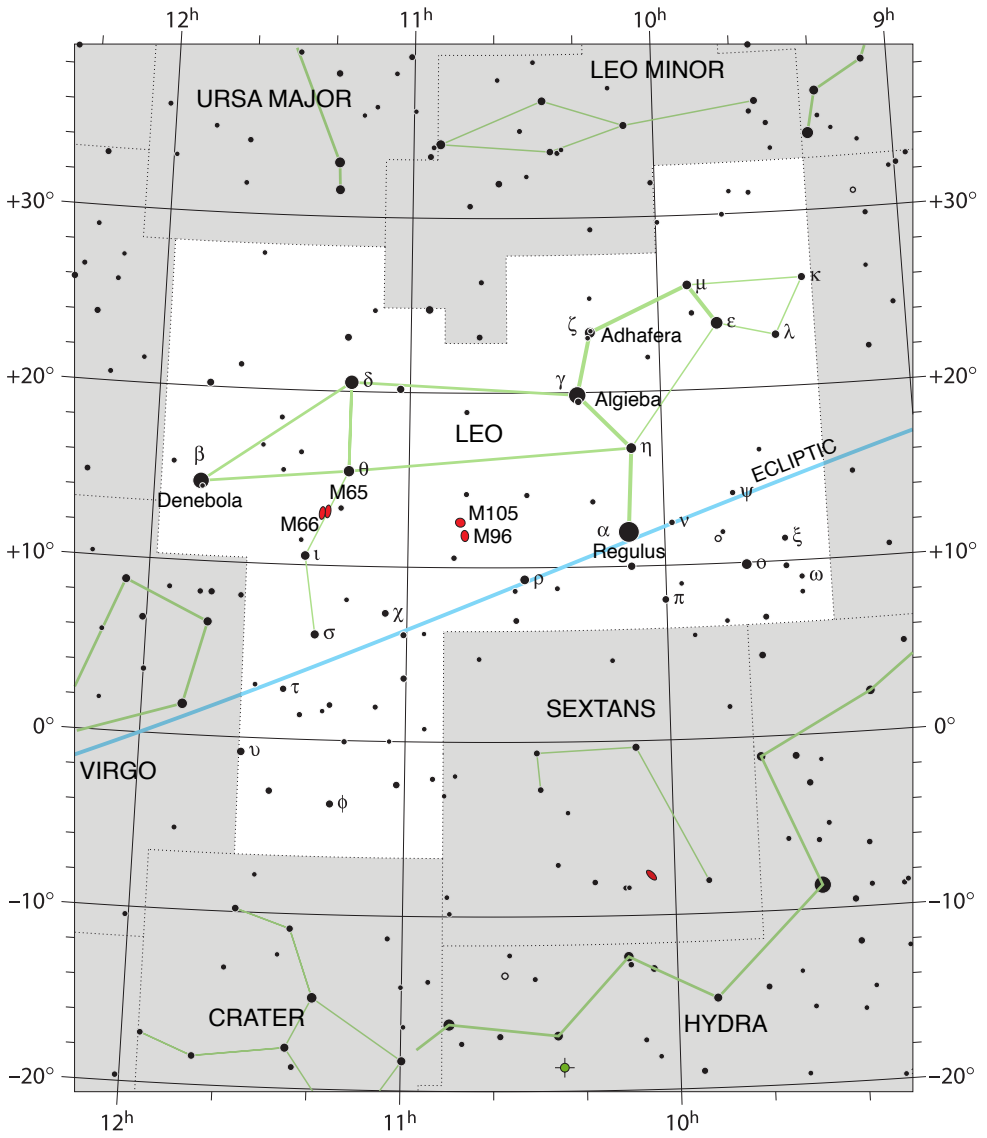 12h 11h 10h 9h
LEO MINOR
URSA MAJOR
+30° +30°
κ
μ
ζ Adhafera ε λ
+20° δ γ +20°
Algieba
LEO η
β θ ECLIPTIC
Denebola M65 ψ
M66 M105 α ν ξ
M96 Regulus
+10° ι ο +10°
ρ ω
χ π
σ
τ SEXTANS
0° 0°
υ
VIRGO
φ
–10° –10°
CRATER HYDRA
–20° –20°
12h 11h 10h